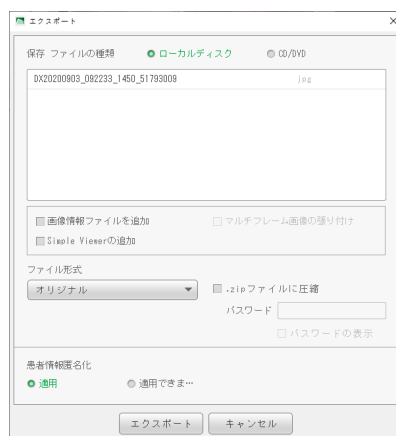 エクスポート
保存 ファイルの種類 ローカルディスク CD/DVD
DX20200903_092233_1450_51793009 jpg
画像情報ファイルを追加 マルチフレーム画像の張り付け
Simple Viewerの追加
ファイル形式
オリジナル .zipファイルに圧縮
パスワード
パスワードの表示
患者情報匿名化
適用 適用できま…
エクスポート キャンセル